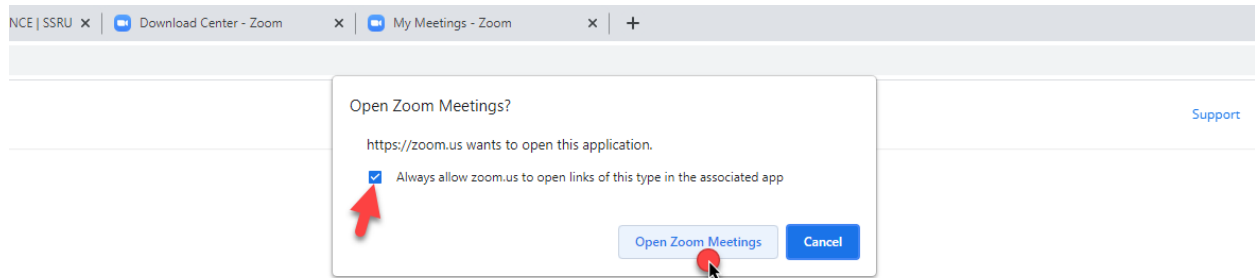 NCE | SSRU
Download Center - Zoom
My Meetings - Zoom
Open Zoom Meetings?
Support
https://zoom.us wants to open this application.
Always allow zoom.us to open links of this type in the associated app
Open Zoom Meetings
Cancel